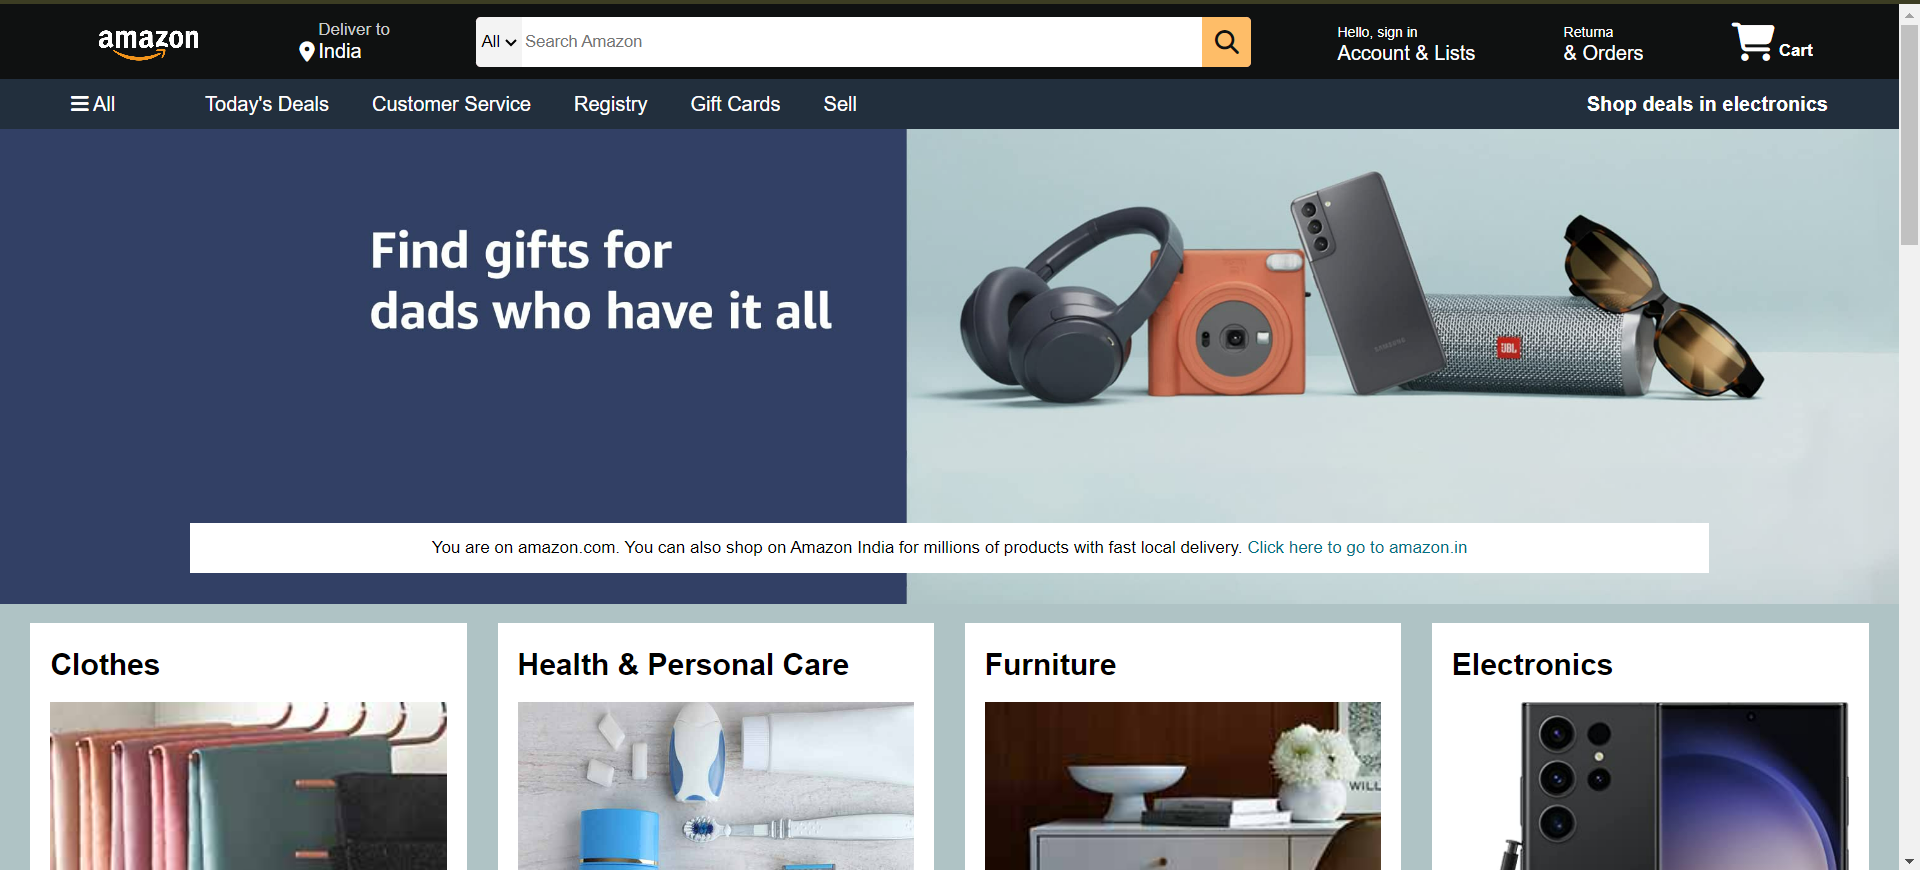 amazon
Deliver to
India
All
Search Amazon
Hello, sign in
Account & Lists
Returna
& Orders
Cart
All
Today's Deals
Customer Service
Registry
Gift Cards
Sell
Shop deals in electronics
Find gifts for
dads who have it all
SAMSUNG
JBL
You are on amazon.com. You can also shop on Amazon India for millions of products with fast local delivery. Click here to go to amazon.in
Clothes
Health & Personal Care
Furniture
Electronics
WILL